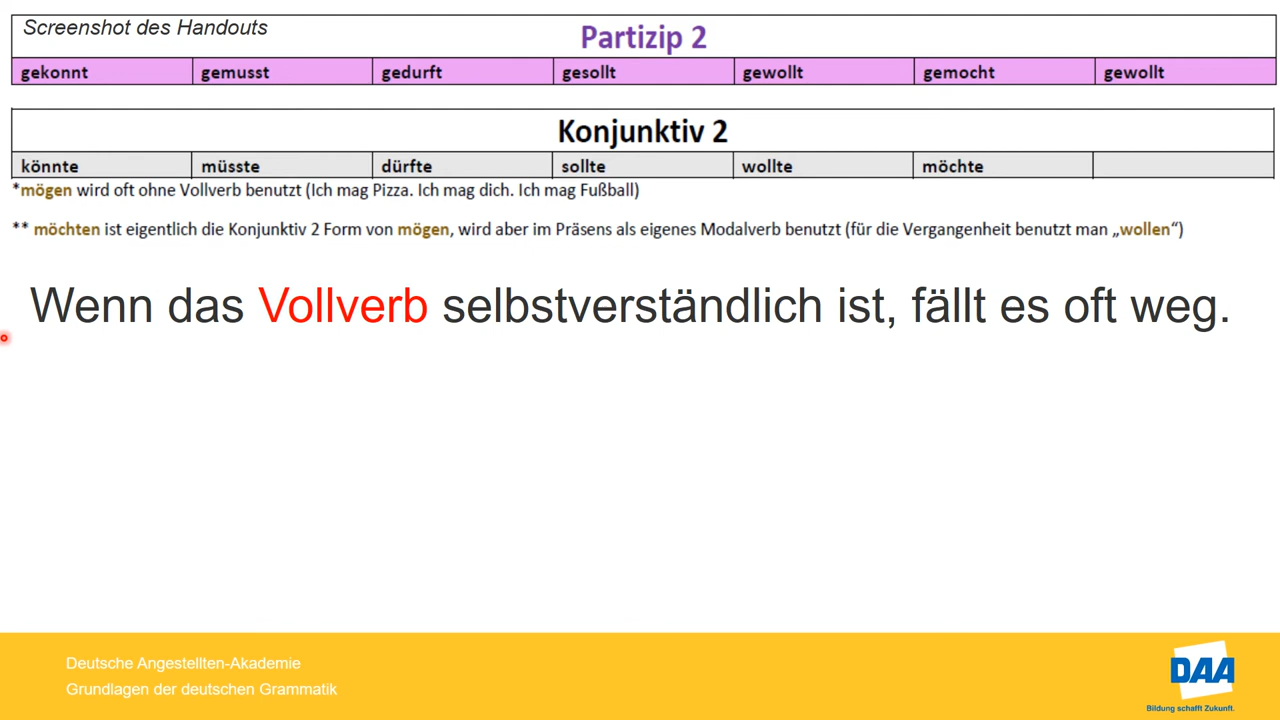 Screenshot des Handouts
Partizip 2
gekonnt gemusst gedurft gesollt gewollt gemocht gewollt
Konjunktiv 2
könnte müsste dürfte sollte wollte möchte
*mögen wird oft ohne Vollverb benutzt (Ich mag Pizza. Ich mag dich. Ich mag Fußball)
** möchten ist eigentlich die Konjunktiv 2 Form von mögen, wird aber im Präsens als eigenes Modalverb benutzt (für die Vergangenheit benutzt man „wollen“)
Wenn das Vollverb selbstverständlich ist, fällt es oft weg.
Deutsche Angestellten-Akademie
Grundlagen der deutschen Grammatik
DAA
Bildung schafft Zukunft.